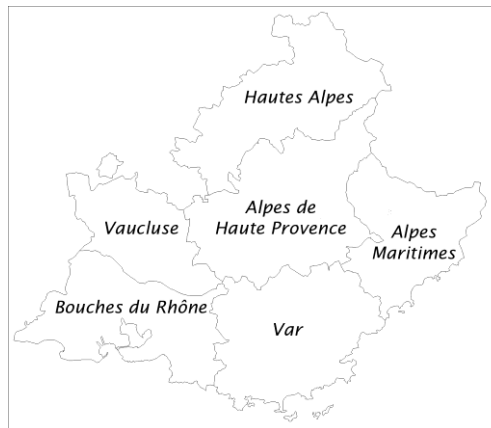 Hautes Alpes
Alpes de
Haute Provence
Vaucluse
Alpes
Maritimes
Bouches du Rhône
Var